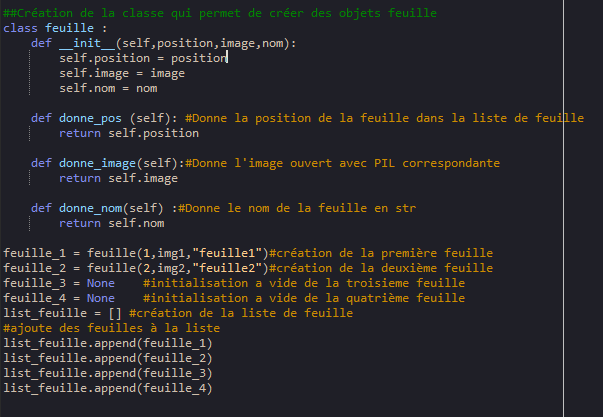 ##Création de la classe qui permet de créer des objets feuille
class feuille :
    def __init__(self,position,image,nom):
        self.position = position
        self.image = image
        self.nom = nom

    def donne_pos (self): #Donne la position de la feuille dans la liste de feuille
        return self.position

    def donne_image(self):#Donne l'image ouvert avec PIL correspondante
        return self.image

    def donne_nom(self) :#Donne le nom de la feuille en str
        return self.nom

feuille_1 = feuille(1,img1,"feuille1")#création de la première feuille
feuille_2 = feuille(2,img2,"feuille2")#création de la deuxième feuille
feuille_3 = None    #initialisation a vide de la troisieme feuille
feuille_4 = None    #initialisation a vide de la quatrième feuille
list_feuille = [] #création de la liste de feuille
#ajoute des feuilles à la liste
list_feuille.append(feuille_1)
list_feuille.append(feuille_2)
list_feuille.append(feuille_3)
list_feuille.append(feuille_4)